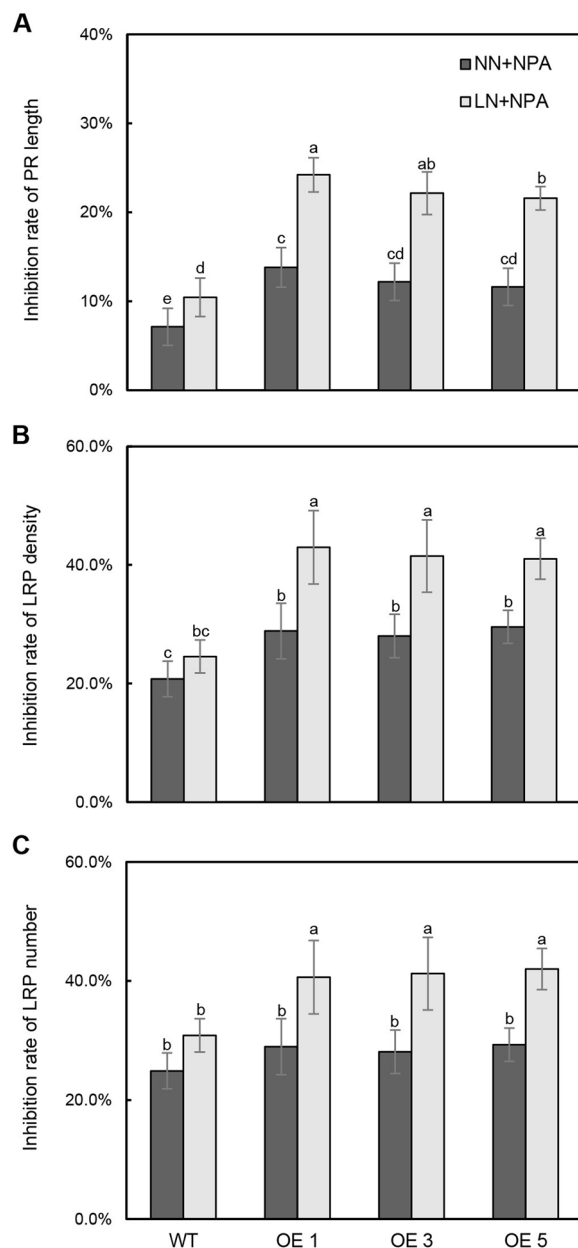 A
40%
NN+NPA
LN+NPA
30%
20%
10%
0%
Inhibition rate of PR length
e
d
c
a
cd
ab
cd
b
B
60.0%
40.0%
20.0%
0.0%
Inhibition rate of LRP density
c
bc
b
a
b
a
b
a
C
60.0%
40.0%
20.0%
0.0%
Inhibition rate of LRP number
b
b
b
a
b
a
b
a
WT OE 1 OE 3 OE 5